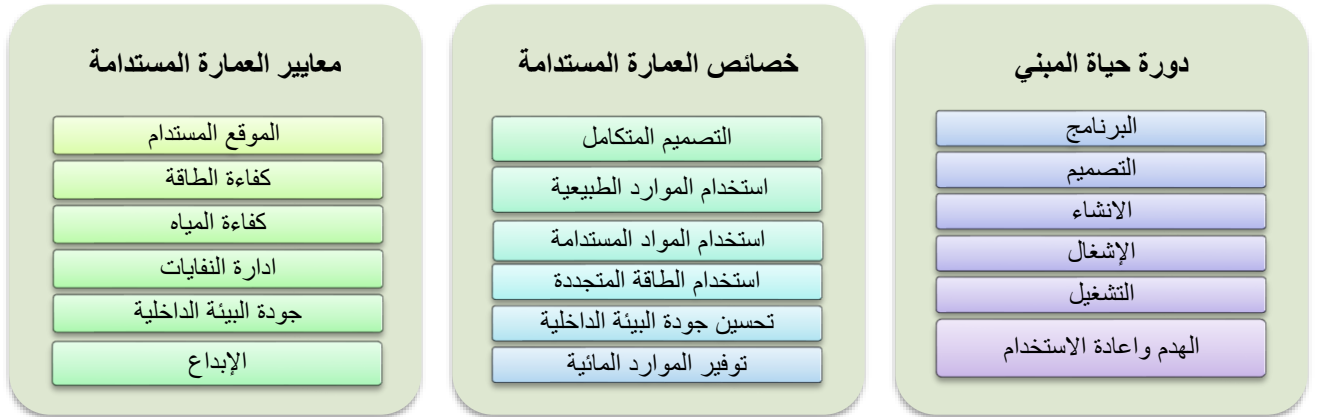 دورة حياة المبني
البرنامج
التصميم
الانشاء
الإشغال
التشغيل
الهدم واعادة الاستخدام
خصائص العمارة المستدامة
التصميم المتكامل
استخدام الموارد الطبيعية
استخدام المواد المستدامة
استخدام الطاقة المتجددة
تحسين جودة البيئة الداخلية
توفير الموارد المائية
معايير العمارة المستدامة
الموقع المستدام
كفاءة الطاقة
كفاءة المياه
ادارة النفايات
جودة البيئة الداخلية
الإبداع